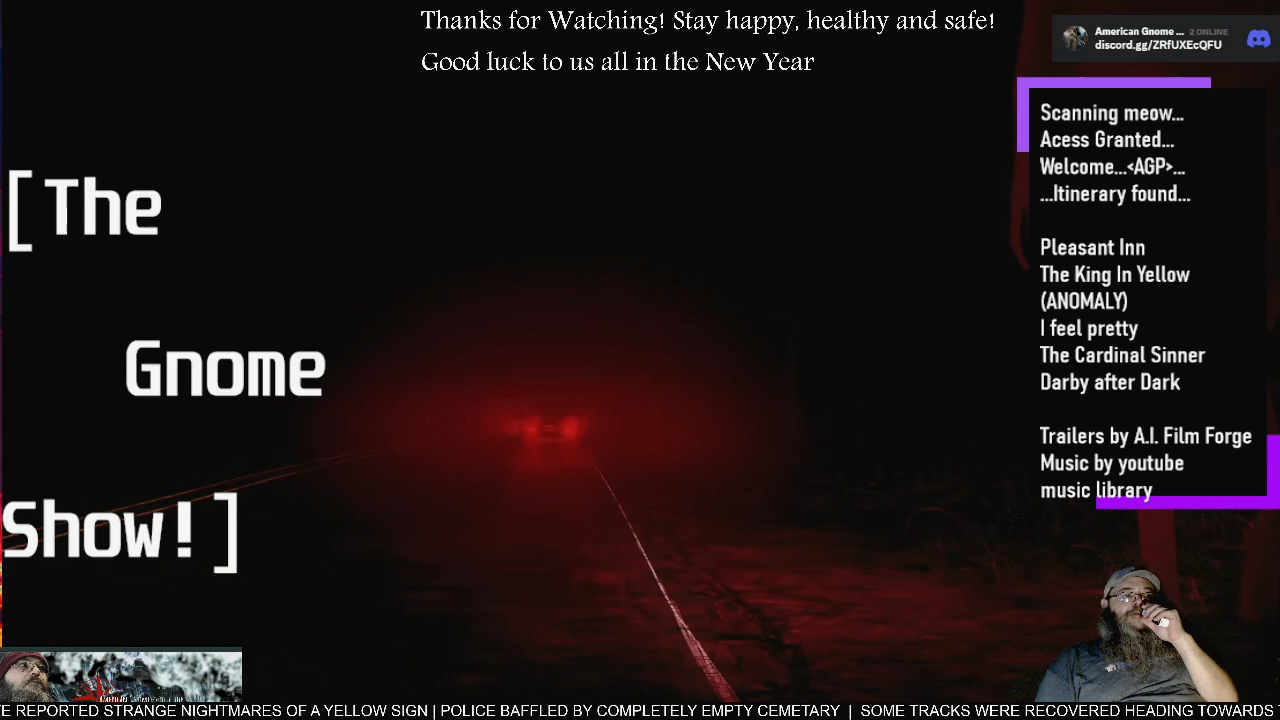 Thanks for Watching! Stay happy, healthy and safe!
Good luck to us all in the New Year
American Gnome ... 2 ONLINE
discord.gg/ZRfUXEcQFU
[The
Gnome
Show!]
Scanning meow...
Acess Granted...
Welcome...<AGP>...
...Itinerary found...
Pleasant Inn
The King In Yellow
(ANOMALY)
I feel pretty
The Cardinal Sinner
Darby after Dark
Trailers by A.I. Film Forge
Music by youtube
music library
E REPORTED STRANGE NIGHTMARES OF A YELLOW SIGN | POLICE BAFFLED BY COMPLETELY EMPTY CEMETARY | SOME TRACKS WERE RECOVERED HEADING TOWARDS